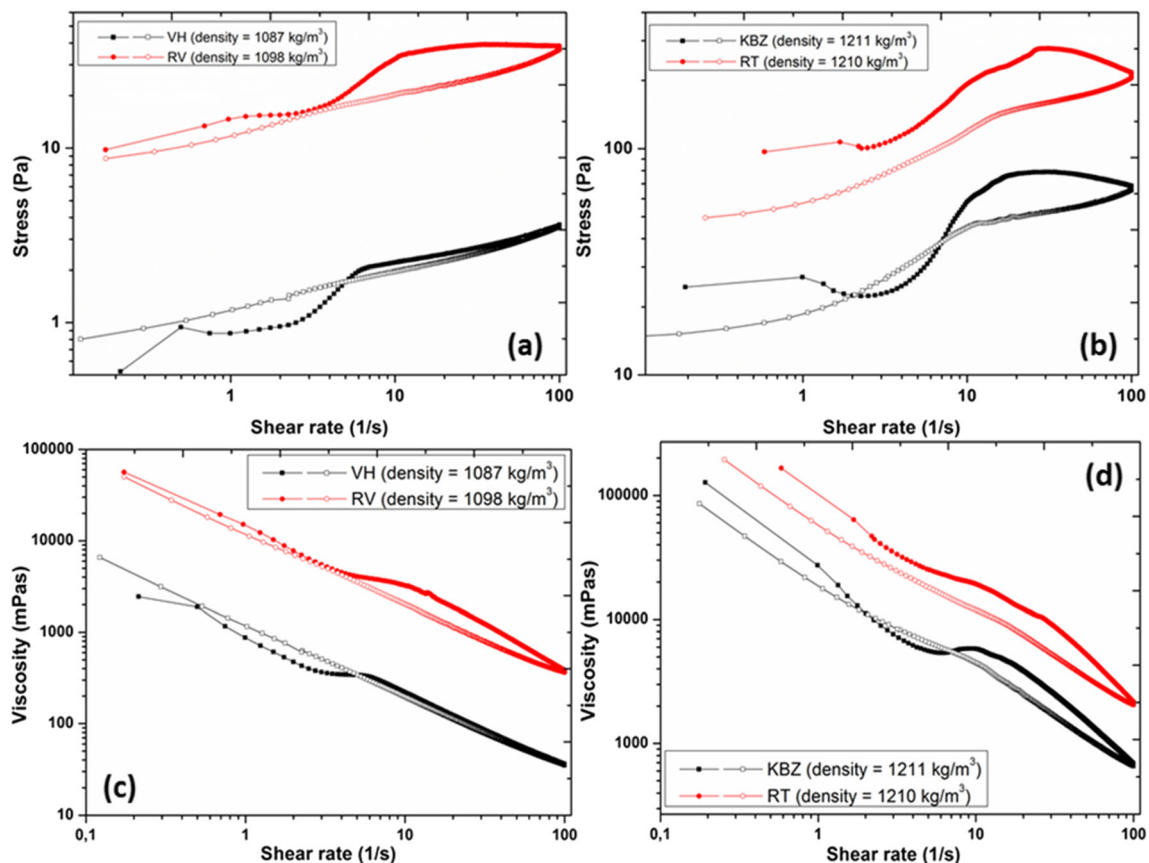 VH (density = 1087 kg/m³)
RV (density = 1098 kg/m³)
10
1
Stress (Pa)
(a)
1
10
100
Shear rate (1/s)
KBZ (density = 1211 kg/m³)
RT (density = 1210 kg/m³)
100
10
Stress (Pa)
(b)
1
10
100
Shear rate (1/s)
VH (density = 1087 kg/m³)
RV (density = 1098 kg/m³)
100000
10000
1000
100
10
Viscosity (mPas)
(c)
0,1
1
10
100
Shear rate (1/s)
(d)
100000
10000
1000
Viscosity (mPas)
KBZ (density = 1211 kg/m³)
RT (density = 1210 kg/m³)
0,1
1
10
100
Shear rate (1/s)